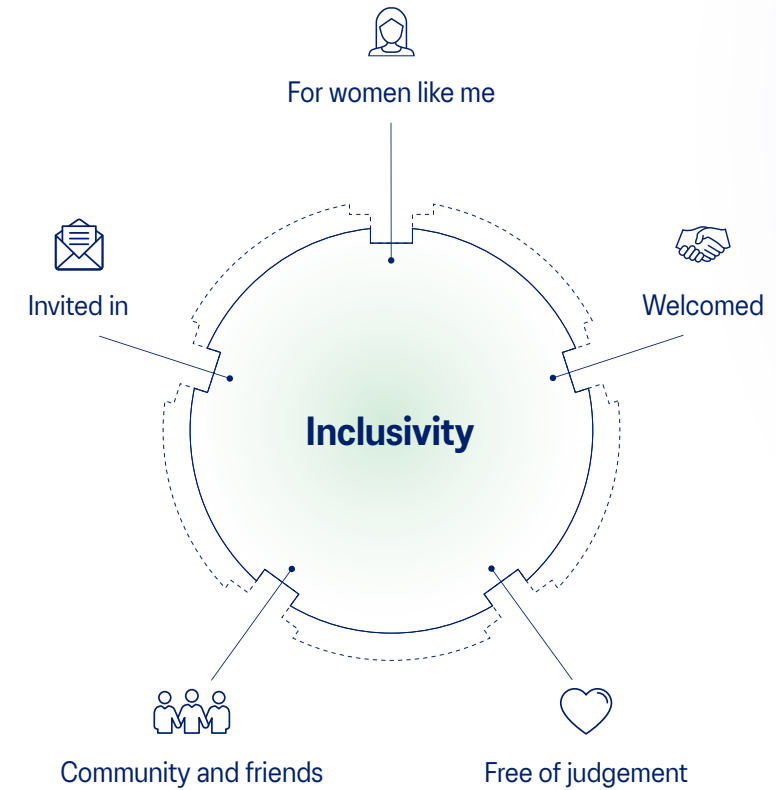 For women like me
Invited in
Welcomed
Inclusivity
Community and friends
Free of judgement